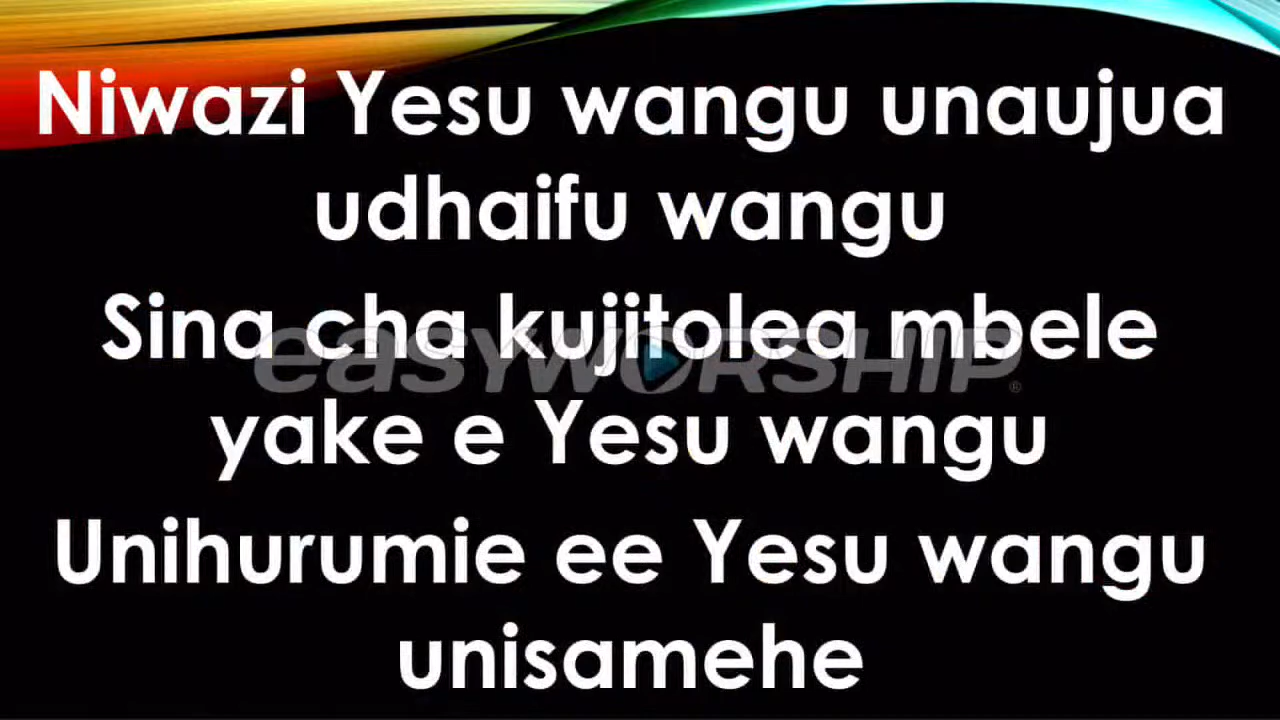 Niwazi Yesu wangu unaujua
udhaifu wangu
Sina cha kujitolea mbele
easyworship®
yake e Yesu wangu
Unihurumie ee Yesu wangu
unisamehe